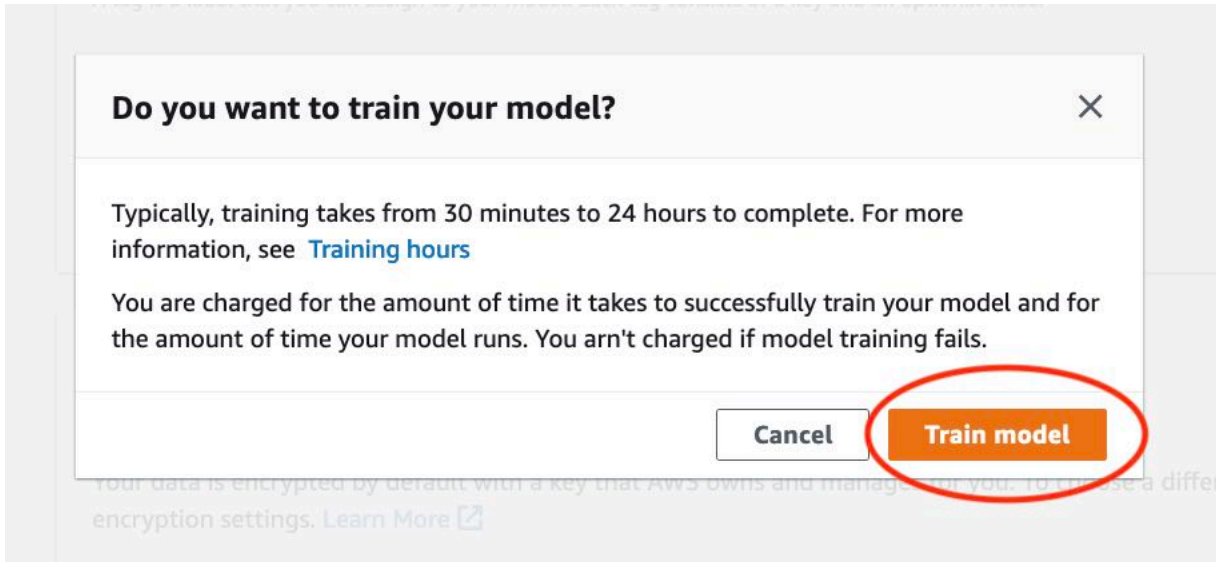 Do you want to train your model?
Typically, training takes from 30 minutes to 24 hours to complete. For more
information, see Training hours
You are charged for the amount of time it takes to successfully train your model and for
the amount of time your model runs. You arn't charged if model training fails.
Cancel Train model
Your data is encrypted by default with a key that AWS owns and manages for you. To choose a differ
encryption settings. Learn More